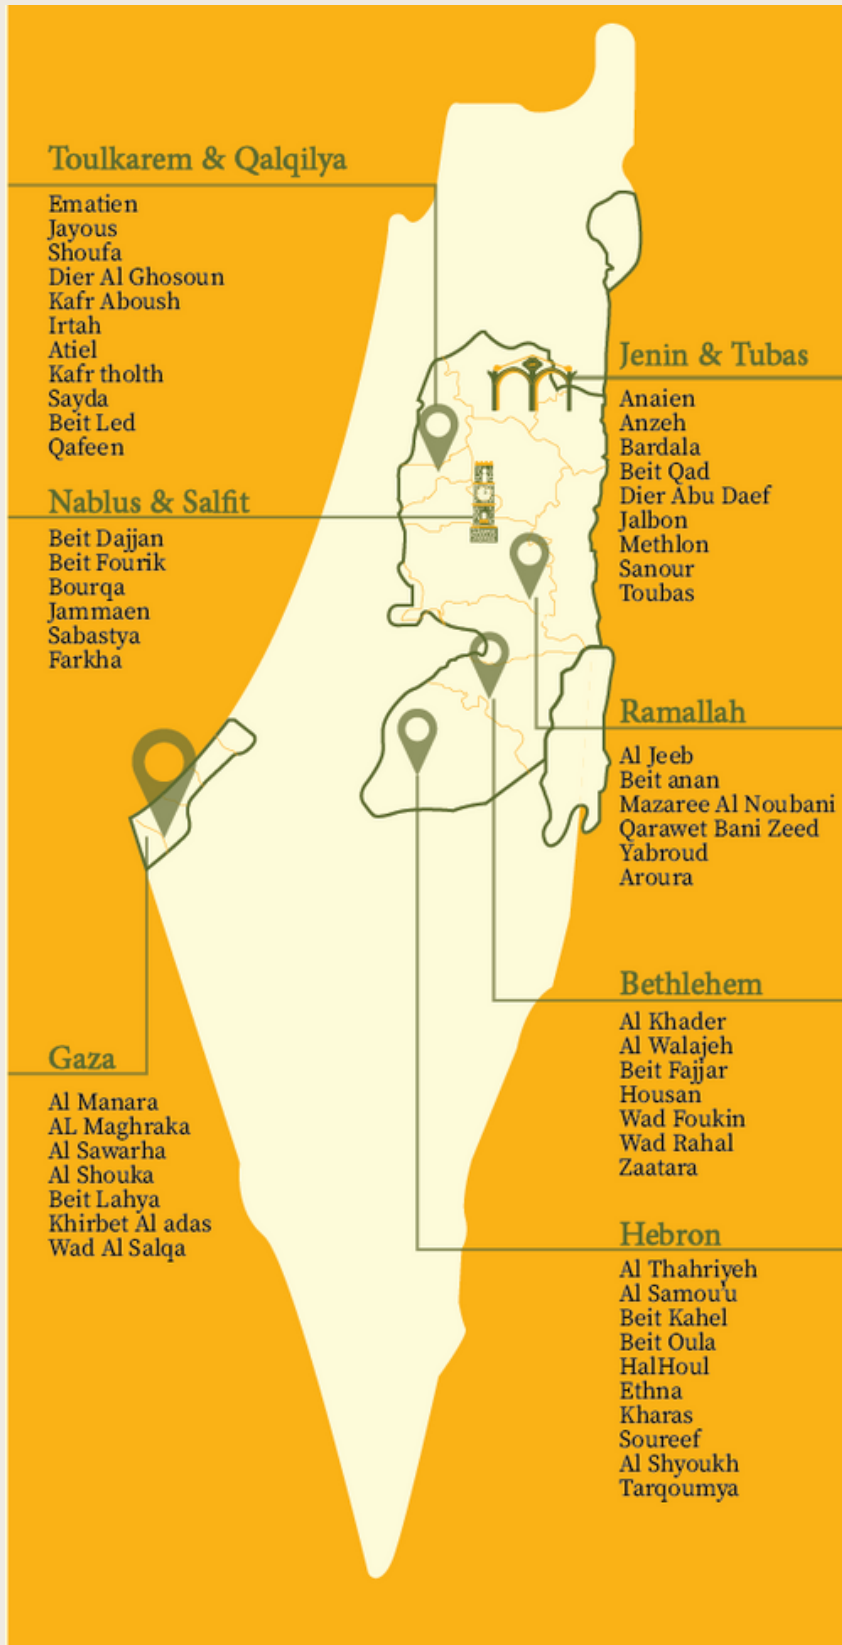 Toulkarem & Qalqilya
Ematien
Jayous
Shoufa
Dier Al Ghosoun
Kafr Aboush
Irtah
Atiel
Kafr tholth
Sayda
Beit Led
Qafeen
Nablus & Salfit
Beit Dajjan
Beit Fourik
Bourqa
Jammaen
Sabastya
Farkha
Gaza
Al Manara
AL Maghraka
Al Sawarha
Al Shouka
Beit Lahya
Khirbet Al adas
Wad Al Salqa
Jenin & Tubas
Anaien
Anzeh
Bardala
Beit Qad
Dier Abu Daef
Jalbon
Methlon
Sanour
Toubas
Ramallah
Al Jeeb
Beit anan
Mazaree Al Noubani
Qarawet Bani Zeed
Yabroud
Aroura
Bethlehem
Al Khader
Al Walajeh
Beit Fajjar
Housan
Wad Foukin
Wad Rahal
Zaatara
Hebron
Al Thahriyeh
Al Samou'u
Beit Kahel
Beit Oula
HalHoul
Ethna
Kharas
Soureef
Al Shyoukh
Tarqoumya